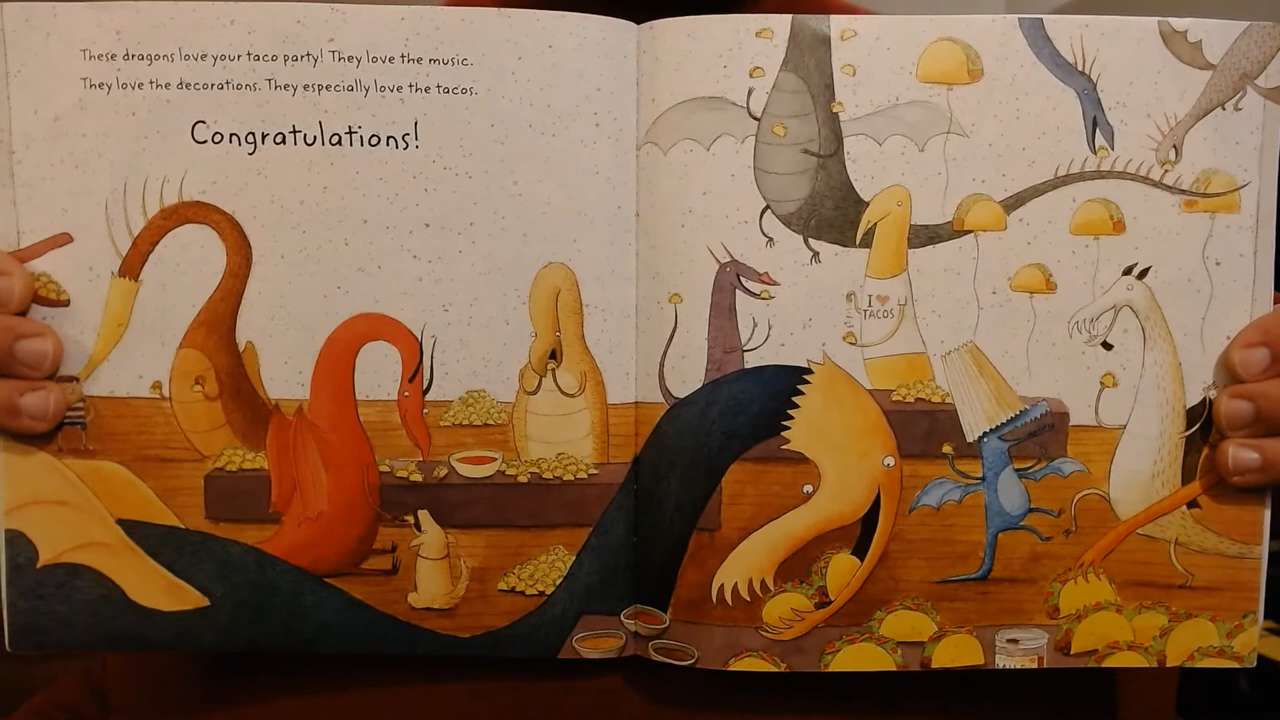 These dragons love your taco party! They love the music.
They love the decorations. They especially love the tacos.
Congratulations!
I ♥
TACOS